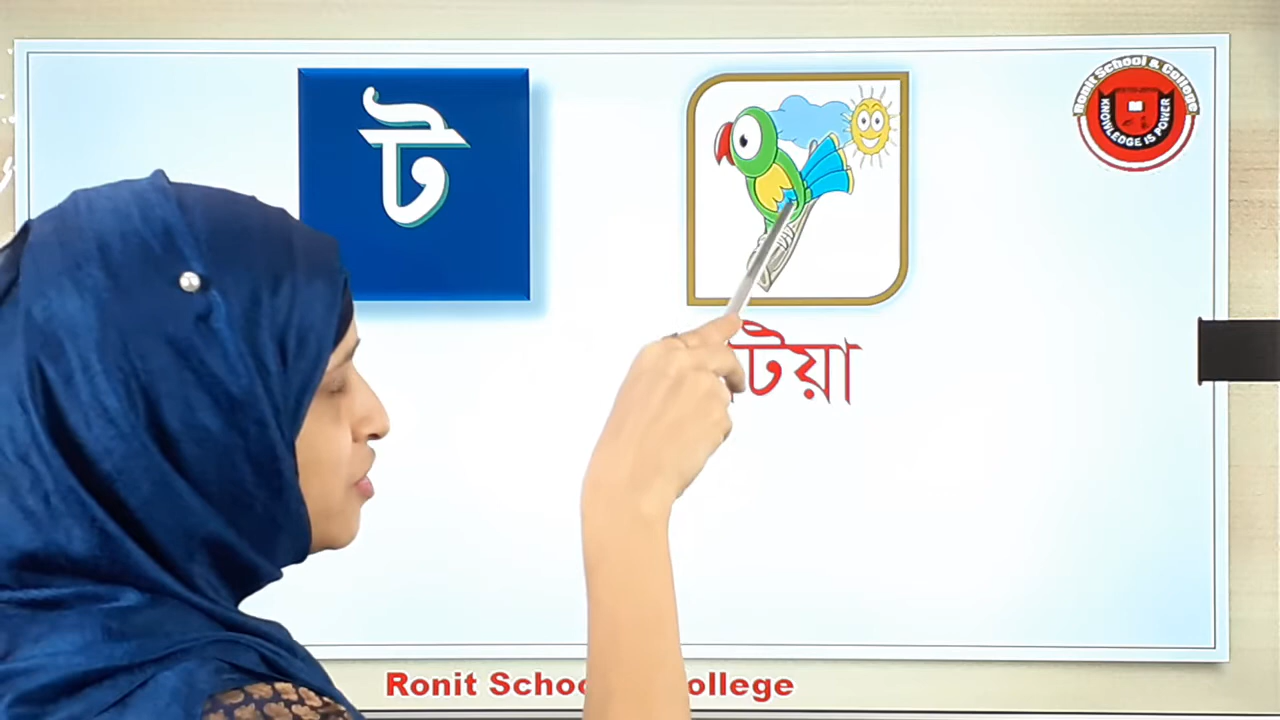 ট
Ronit School & College
KNOWLEDGE IS POWER
টিয়া
Ronit School College